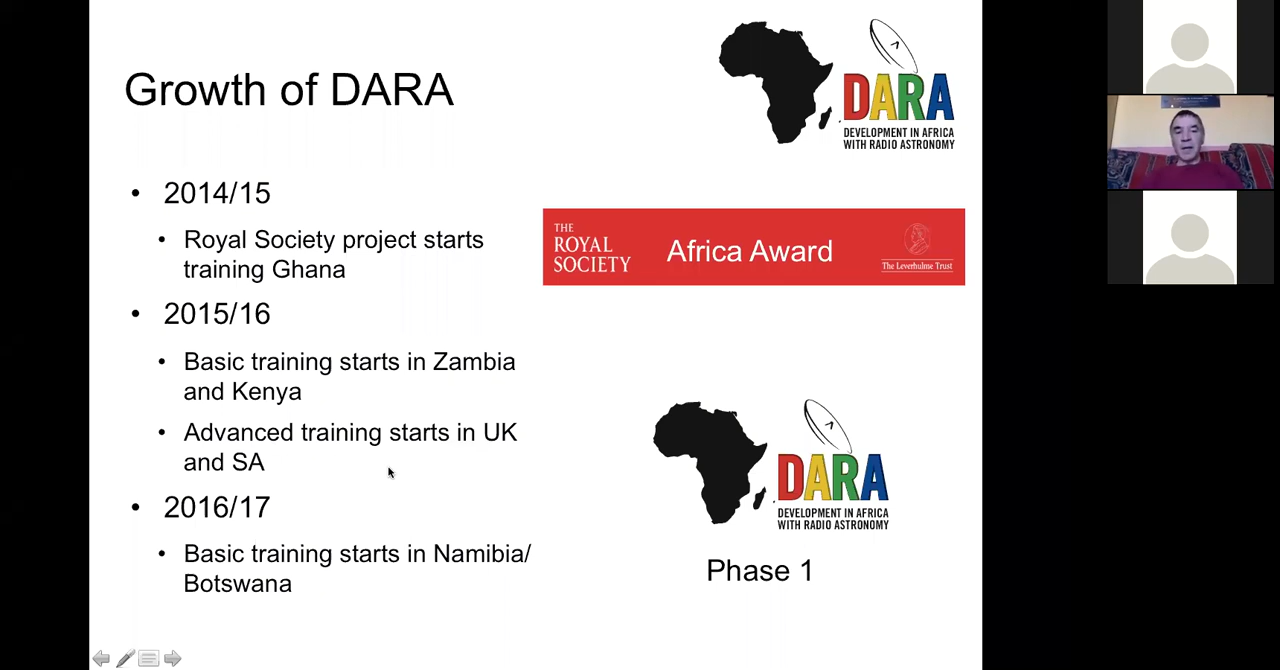 Growth of DARA
DARA
DEVELOPMENT IN AFRICA
WITH RADIO ASTRONOMY
• 2014/15
• Royal Society project starts
training Ghana
THE
ROYAL
SOCIETY
Africa Award
The Leverhulme Trust
• 2015/16
• Basic training starts in Zambia
and Kenya
• Advanced training starts in UK
and SA
• 2016/17
• Basic training starts in Namibia/
Botswana
DARA
DEVELOPMENT IN AFRICA
WITH RADIO ASTRONOMY
Phase 1